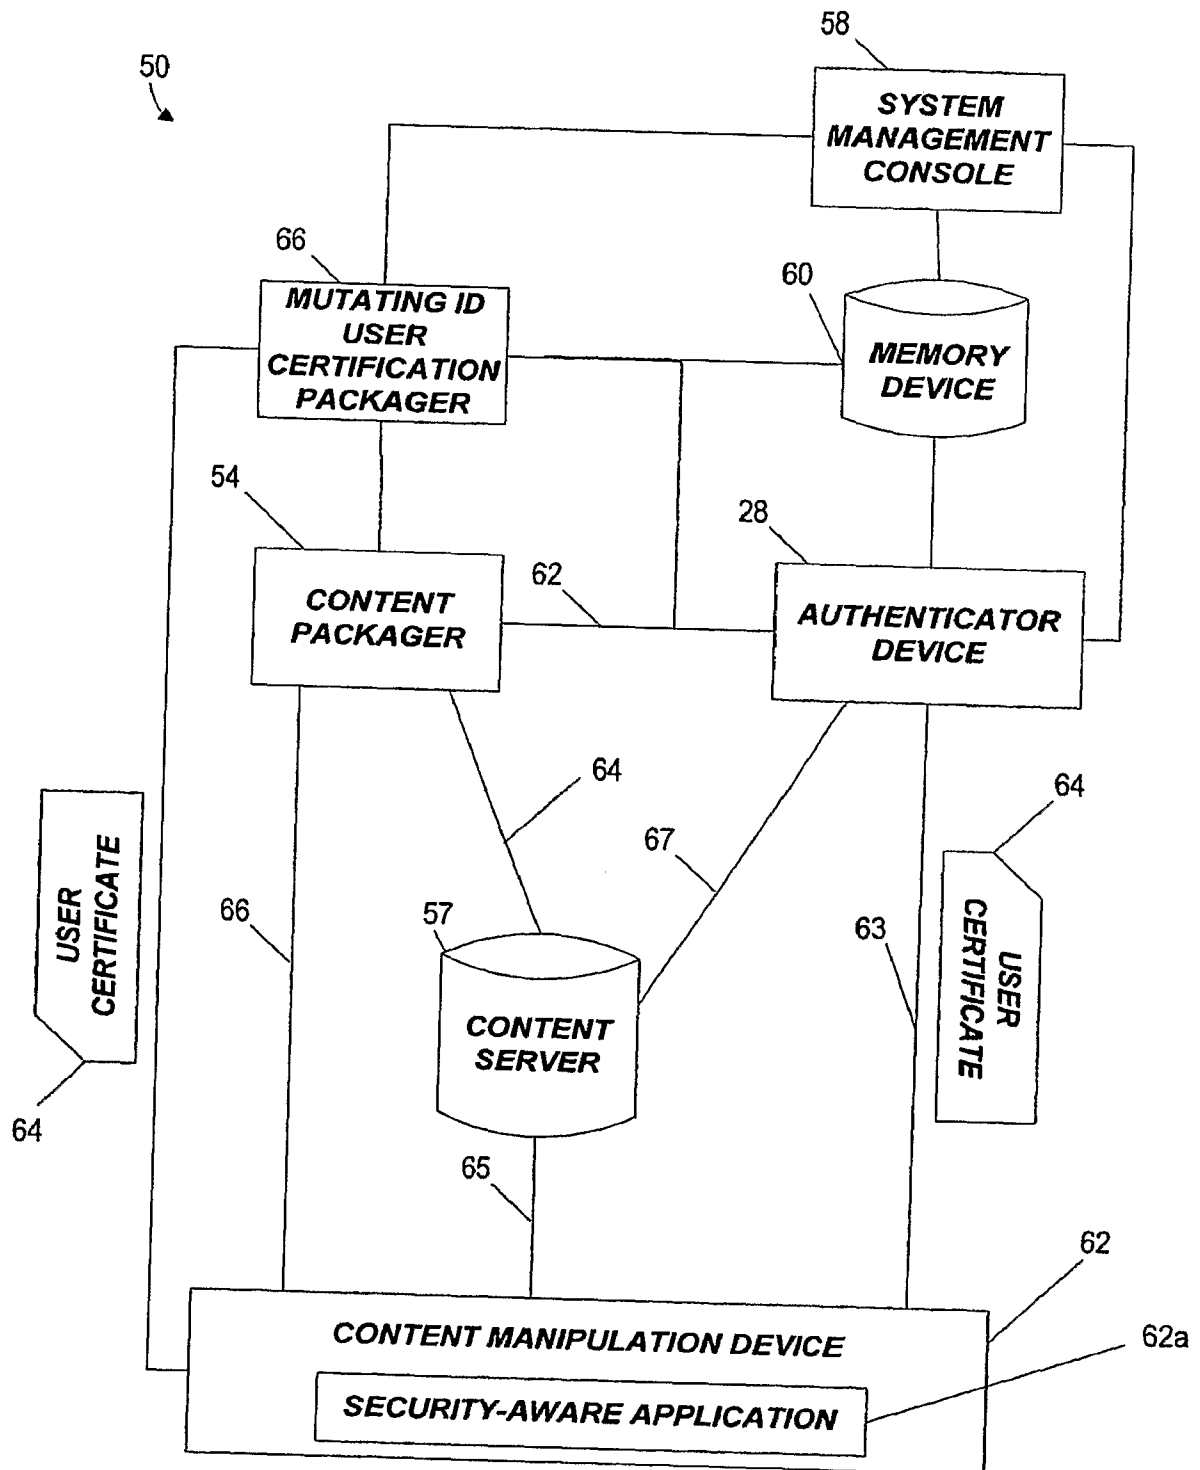 58
50
SYSTEM
MANAGEMENT
CONSOLE
66
60
MUTATING ID
USER
CERTIFICATION
PACKAGER
MEMORY
DEVICE
54
28
62
CONTENT
PACKAGER
AUTHENTICATOR
DEVICE
64
64
67
USER
CERTIFICATE
66
57
63
USER
CERTIFICATE
CONTENT
SERVER
64
65
62
CONTENT MANIPULATION DEVICE
62a
SECURITY-AWARE APPLICATION